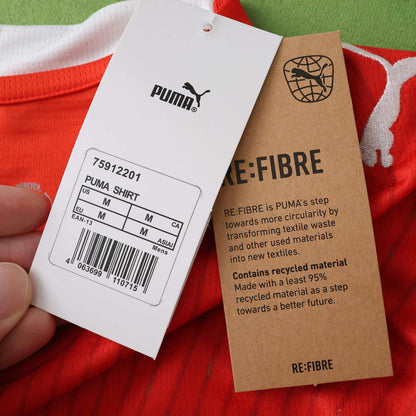 PUMA®
75912201
PUMA SHIRT
US M M CA
EU M M ASIA
EAN-13
Mens
4 063699 110715
RE:FIBRE
RE:FIBRE is PUMA's step
towards more circularity by
transforming textile waste
and other used materials
into new textiles.
Contains recycled material
Made with a least 95%
recycled material as a step
towards a better future.
RE:FIBRE